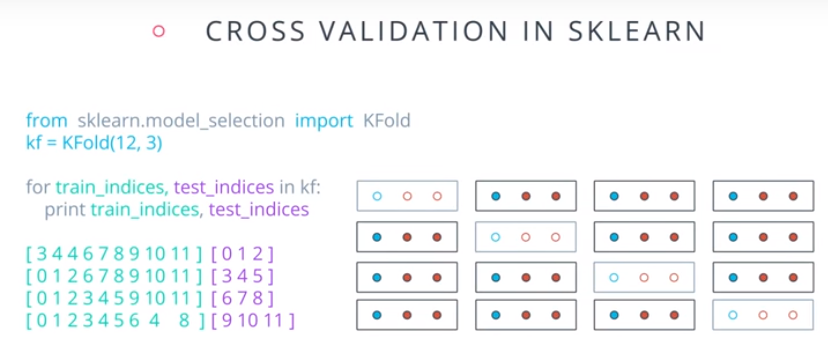 CROSS VALIDATION IN SKLEARN
from sklearn.model_selection import KFold
kf = KFold(12, 3)
for train_indices, test_indices in kf:
print train_indices, test_indices
[ 3 4 4 6 7 8 9 10 11 ] [ 0 1 2 ]
[ 0 1 2 6 7 8 9 10 11 ] [ 3 4 5 ]
[ 0 1 2 3 4 5 9 10 11 ] [ 6 7 8 ]
[ 0 1 2 3 4 5 6 4 8 ] [ 9 10 11 ]